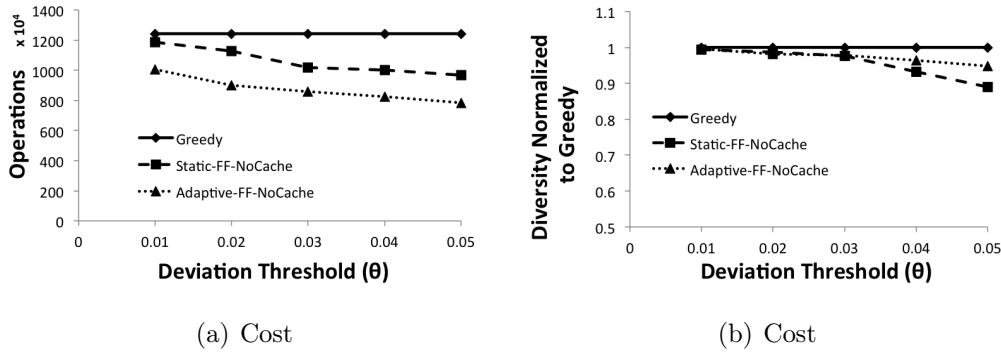 x 10⁴
Operations
1400
1200
1000
800
600
400
200
0
Greedy
Static-FF-NoCache
Adaptive-FF-NoCache
0 0.01 0.02 0.03 0.04 0.05
Deviation Threshold (θ)
(a) Cost
Diversity Normalized
to Greedy
1.1
1
0.9
0.8
0.7
0.6
0.5
Greedy
Static-FF-NoCache
Adaptive-FF-NoCache
0 0.01 0.02 0.03 0.04 0.05
Deviation Threshold (θ)
(b) Cost